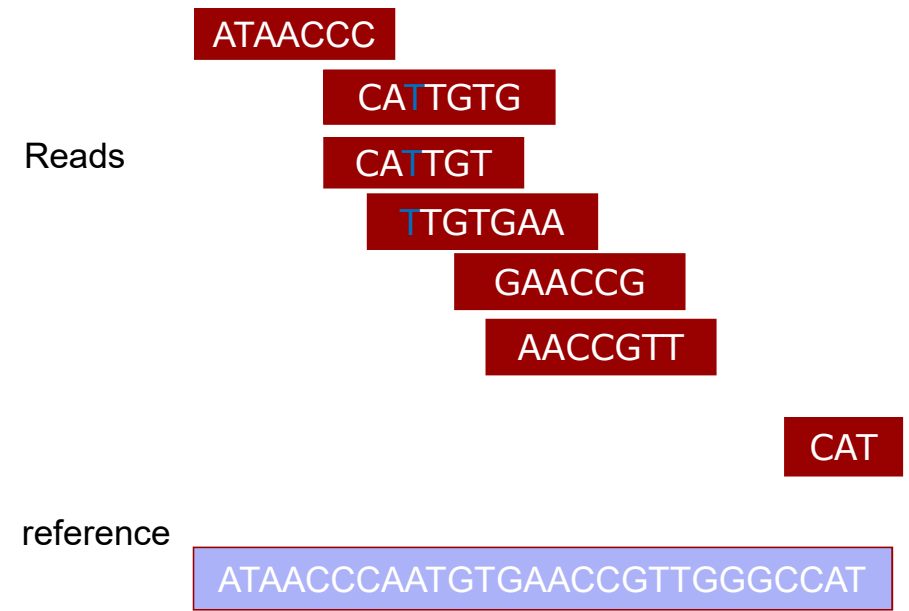 ATAACCC
CATTGTG
Reads
CATTGT
TTGTGAA
GAACCG
AACCGTT
CAT
reference
ATAACCCAATGTGAACCGTTGGGCCAT